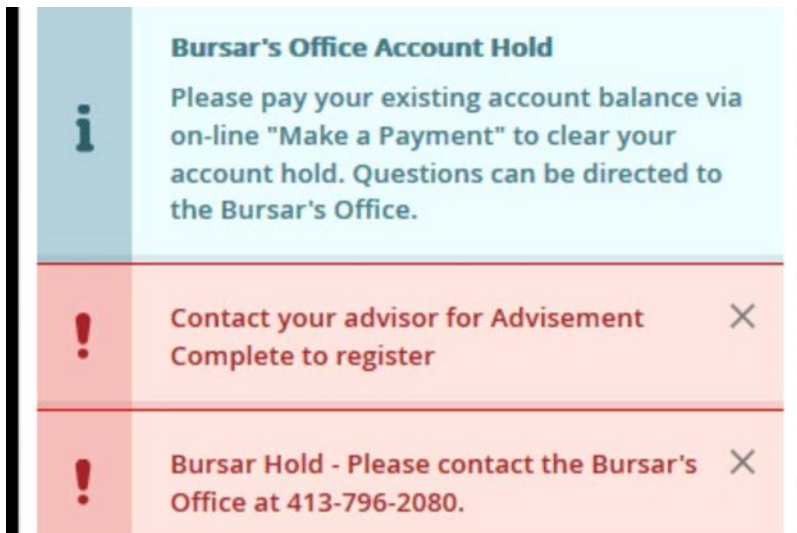 Bursar's Office Account Hold
Please pay your existing account balance via
on-line "Make a Payment" to clear your
account hold. Questions can be directed to
the Bursar's Office.
Contact your advisor for Advisement
Complete to register
Bursar Hold - Please contact the Bursar's
Office at 413-796-2080.